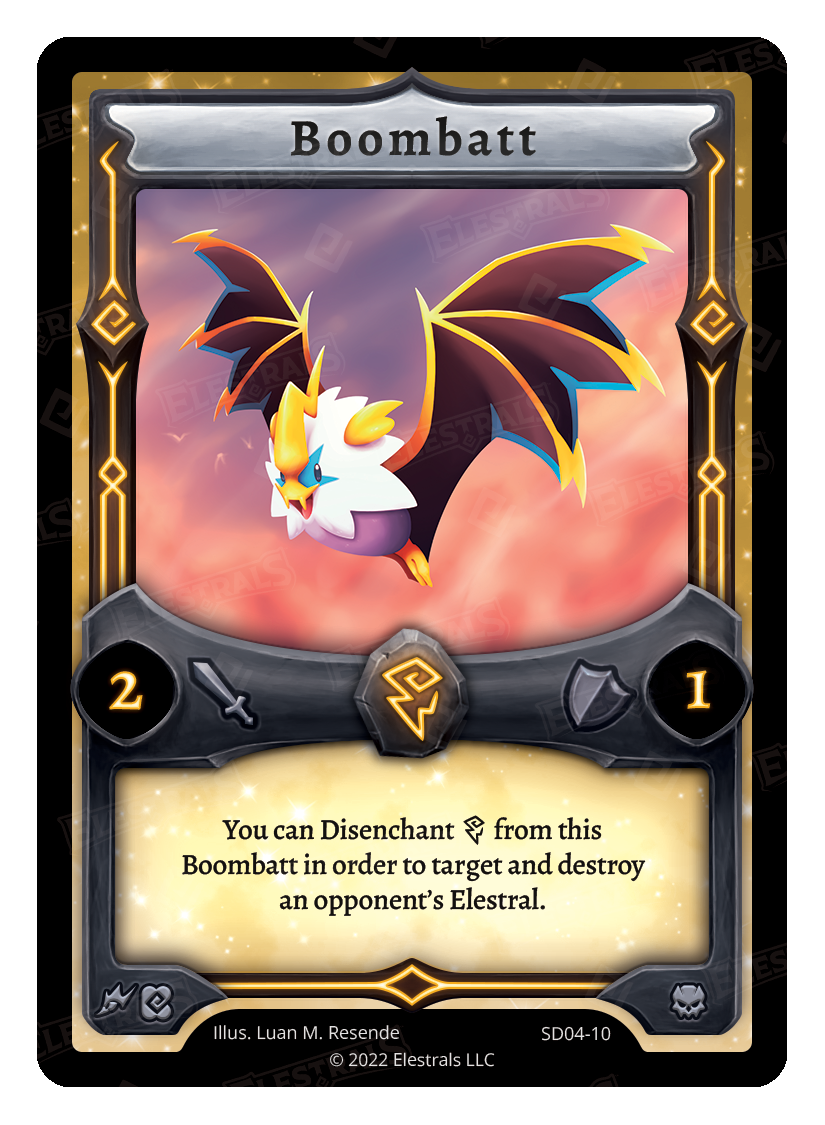 Boombatt
2
1
You can Disenchant from this
Boombatt in order to target and destroy
an opponent's Elestral.
Illus. Luan M. Resende
SD04-10
© 2022 Elestrals LLC
ELESTRALS